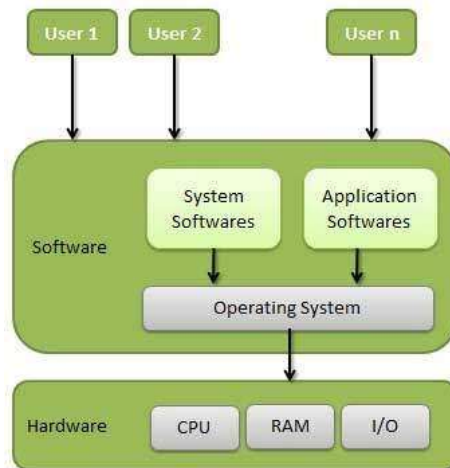 User 1
User 2
User n
System
Softwares
Application
Softwares
Software
Operating System
Hardware
CPU
RAM
I/O